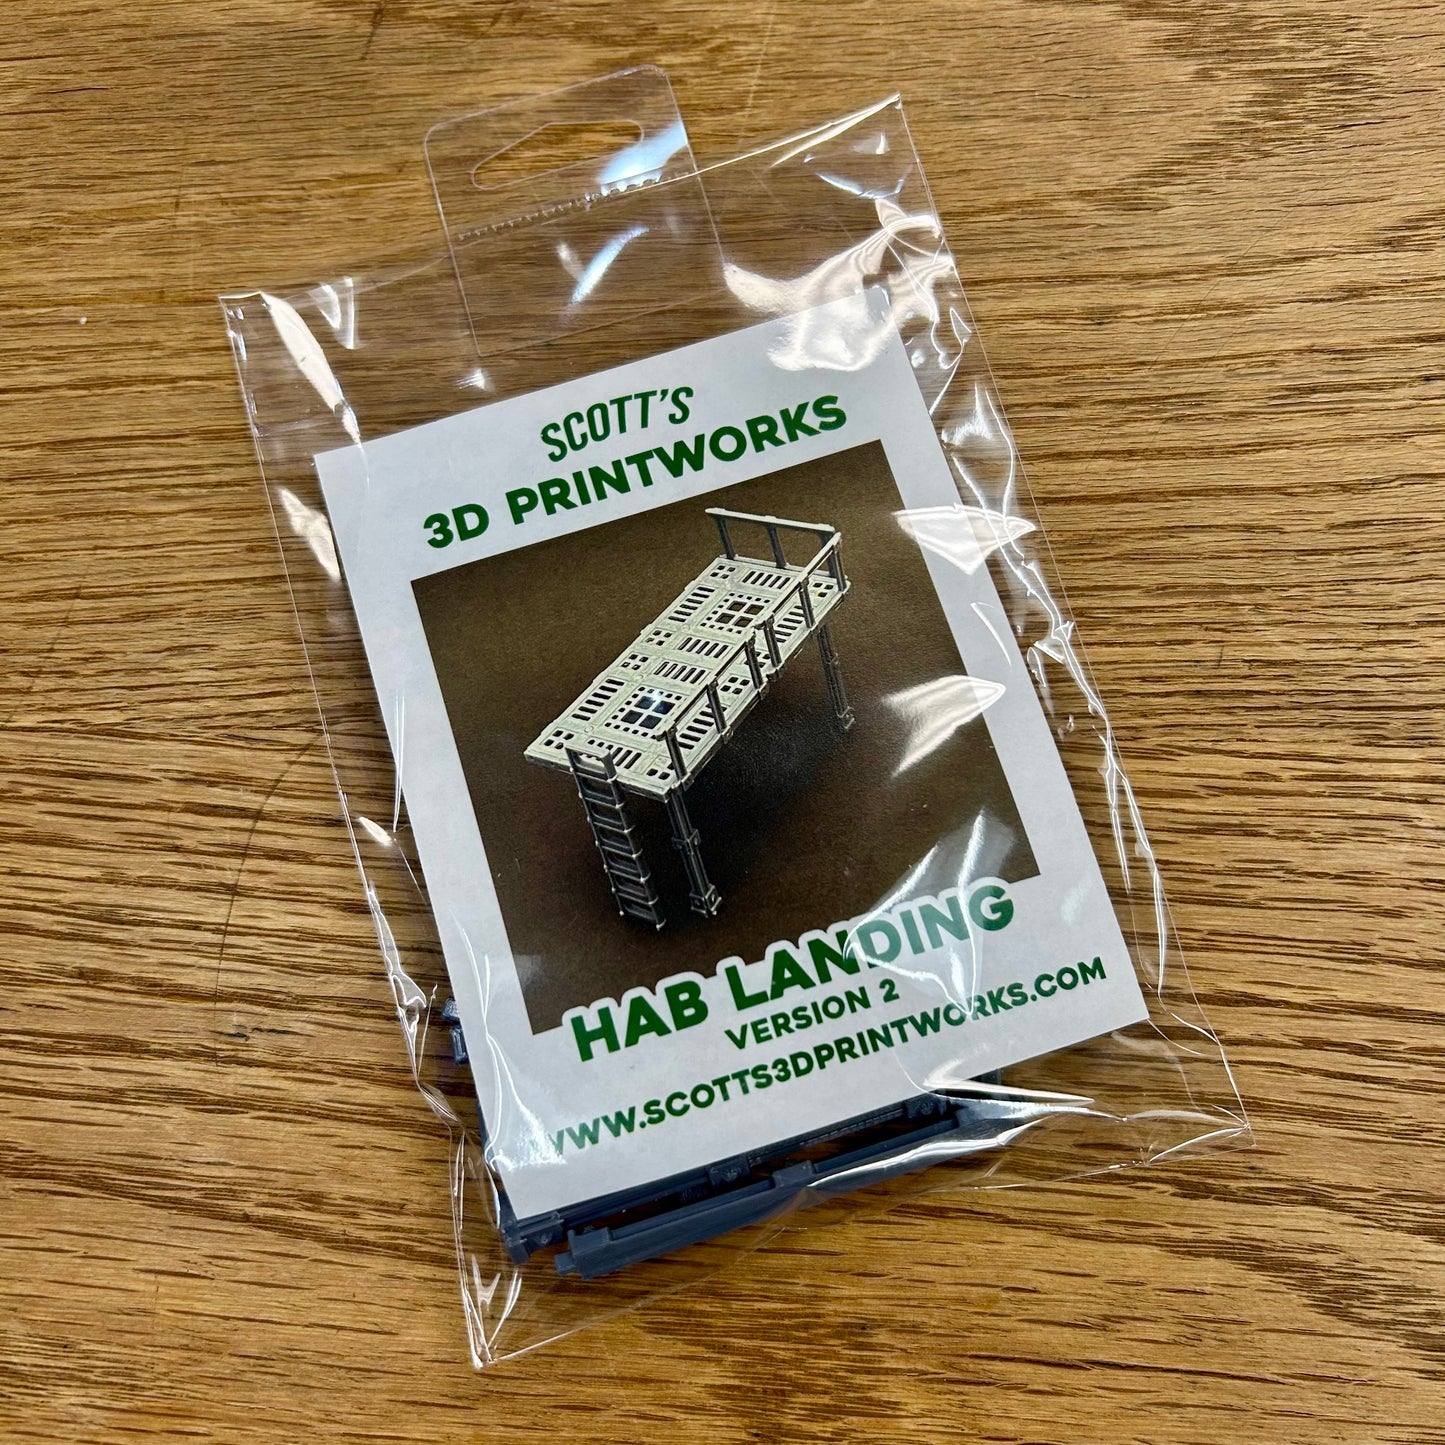 SCOTT'S
3D PRINTWORKS
HAB LANDING
VERSION 2
WWW.SCOTTS3DPRINTWORKS.COM